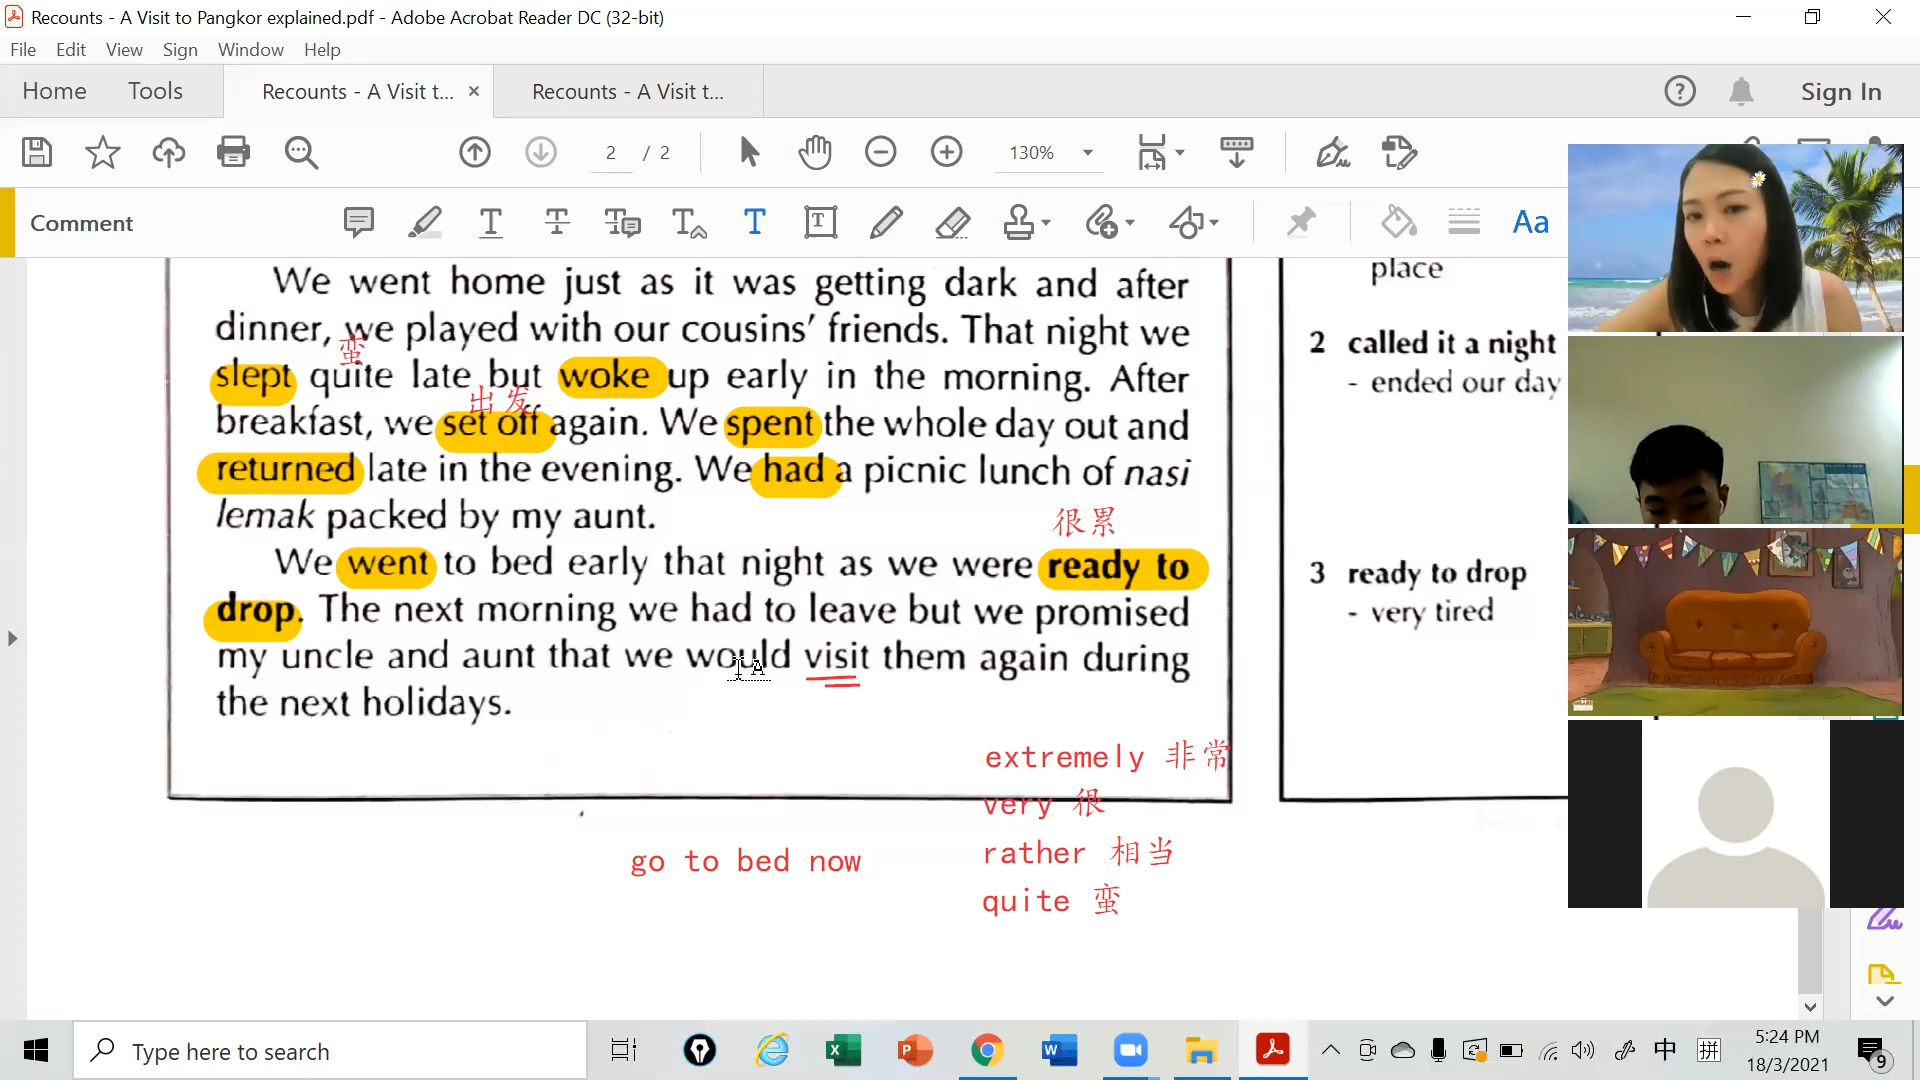 Recounts - A Visit to Pangkor explained.pdf - Adobe Acrobat Reader DC (32-bit)
File Edit View Sign Window Help
Home Tools Recounts - A Visit t... × Recounts - A Visit t... Sign In
2 / 2 130%
Comment Aa
We went home just as it was getting dark and after
dinner, we played with our cousins' friends. That night we
蛮
slept quite late but woke up early in the morning. After
出发
breakfast, we set off again. We spent the whole day out and
returned late in the evening. We had a picnic lunch of nasi
lemak packed by my aunt.
很累
We went to bed early that night as we were ready to
drop. The next morning we had to leave but we promised
my uncle and aunt that we would visit them again during
the next holidays.
extremely 非常
very 很
rather 相当
quite 蛮
go to bed now
place
2 called it a night
- ended our day
3 ready to drop
- very tired
Type here to search
中 拼
5:24 PM
18/3/2021
9